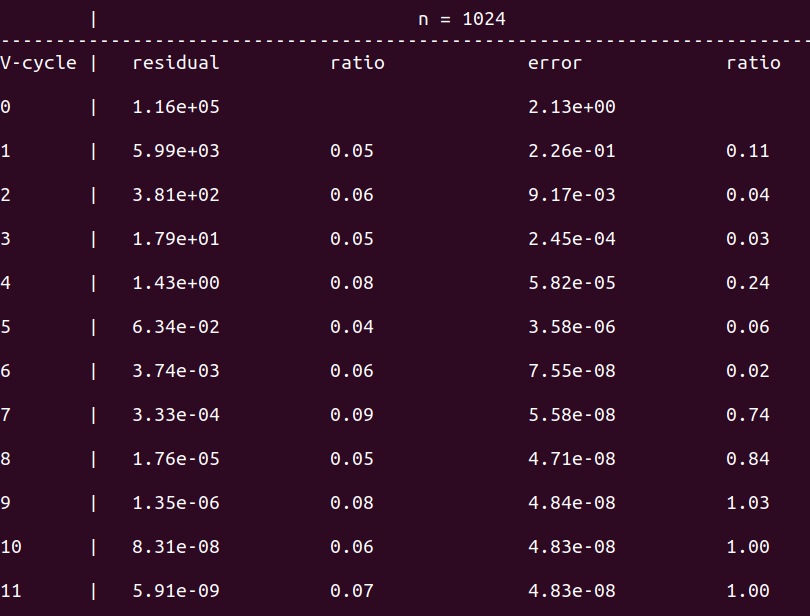 | n = 1024
--------------------------------------------------------------------------
V-cycle | residual ratio error ratio
0 | 1.16e+05 2.13e+00
1 | 5.99e+03 0.05 2.26e-01 0.11
2 | 3.81e+02 0.06 9.17e-03 0.04
3 | 1.79e+01 0.05 2.45e-04 0.03
4 | 1.43e+00 0.08 5.82e-05 0.24
5 | 6.34e-02 0.04 3.58e-06 0.06
6 | 3.74e-03 0.06 7.55e-08 0.02
7 | 3.33e-04 0.09 5.58e-08 0.74
8 | 1.76e-05 0.05 4.71e-08 0.84
9 | 1.35e-06 0.08 4.84e-08 1.03
10 | 8.31e-08 0.06 4.83e-08 1.00
11 | 5.91e-09 0.07 4.83e-08 1.00